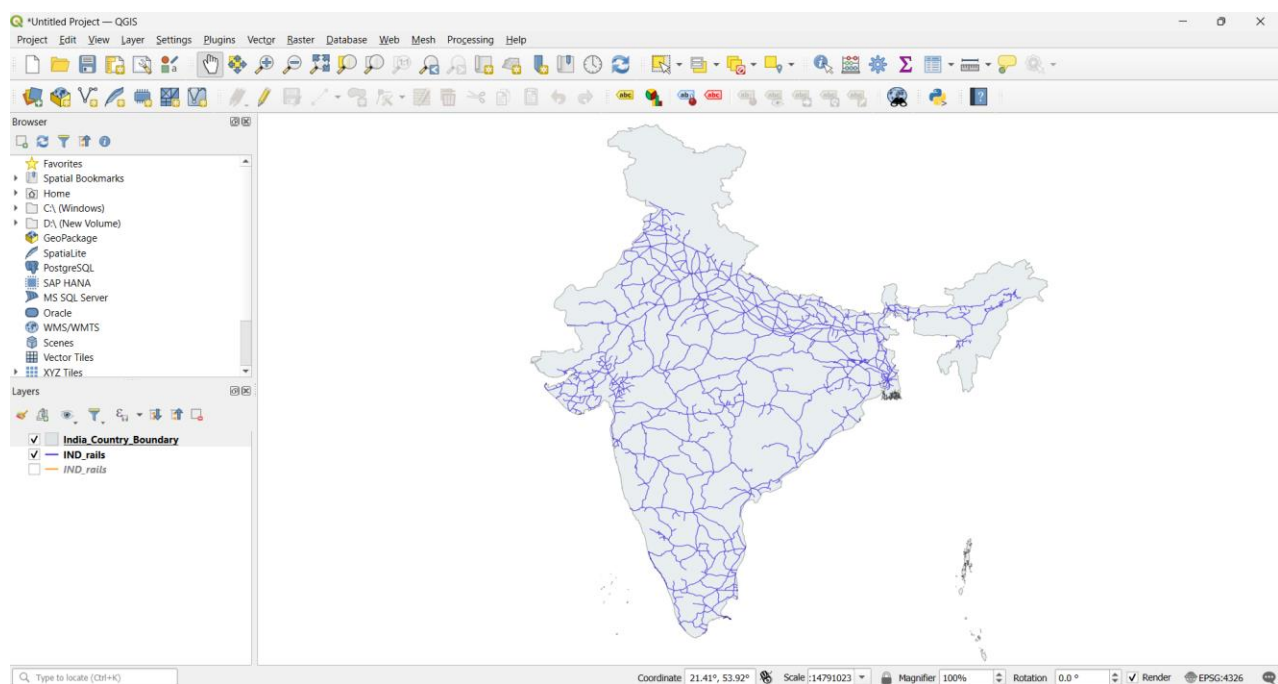 *Untitled Project — QGIS
Project Edit View Layer Settings Plugins Vector Raster Database Web Mesh Processing Help
abc abc
Browser
Favorites
Spatial Bookmarks
Home
C:\ (Windows)
D:\ (New Volume)
GeoPackage
SpatiaLite
PostgreSQL
SAP HANA
MS SQL Server
Oracle
WMS/WMTS
Scenes
Vector Tiles
XYZ Tiles
Layers
India_Country_Boundary
IND_rails
IND_rails
Type to locate (Ctrl+K) Coordinate 21.41°, 53.92° Scale :14791023 Magnifier 100% Rotation 0.0 ° Render EPSG:4326